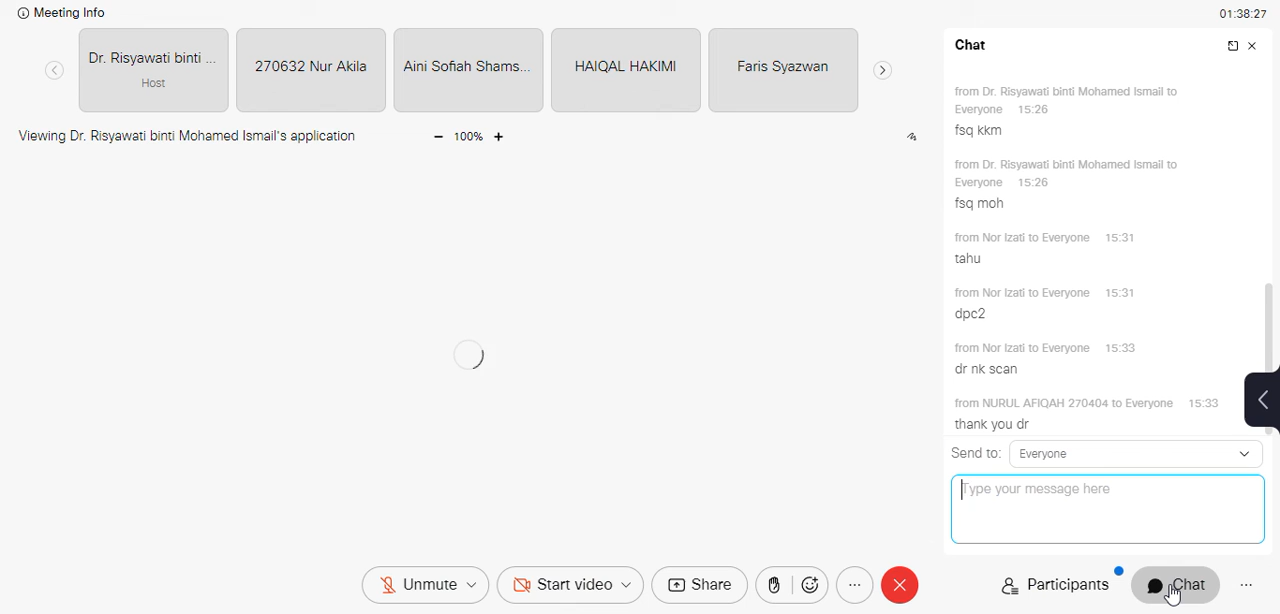 Meeting Info
01:38:27
Dr. Risyawati binti ...
Host
270632 Nur Akila
Aini Sofiah Shams...
HAIQAL HAKIMI
Faris Syazwan
Viewing Dr. Risyawati binti Mohamed Ismail's application
− 100% +
Chat
from Dr. Risyawati binti Mohamed Ismail to
Everyone 15:26
fsq kkm
from Dr. Risyawati binti Mohamed Ismail to
Everyone 15:26
fsq moh
from Nor Izati to Everyone 15:31
tahu
from Nor Izati to Everyone 15:31
dpc2
from Nor Izati to Everyone 15:33
dr nk scan
from NURUL AFIQAH 270404 to Everyone 15:33
thank you dr
Send to: Everyone
Type your message here
Unmute
Start video
Share
Participants
Chat